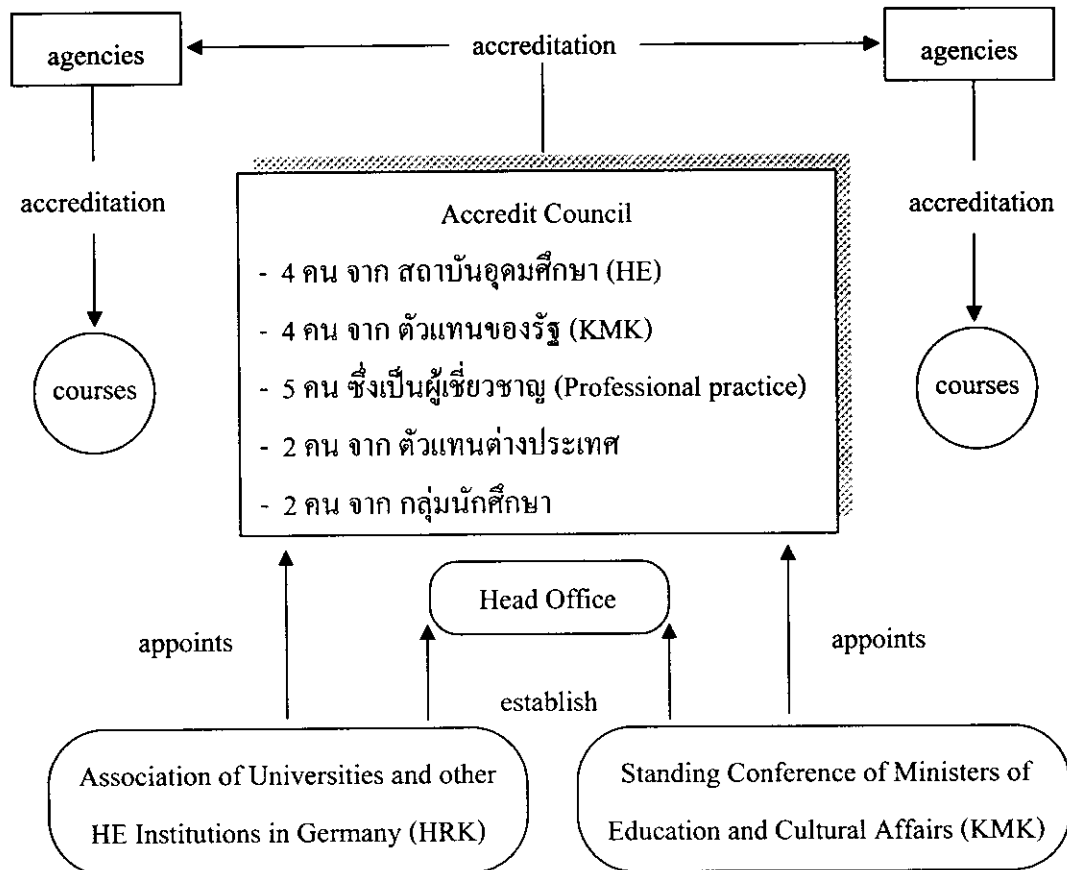 agencies
accreditation
agencies
accreditation
accreditation
Accredit Council
- 4 คน จาก สถาบันอุดมศึกษา (HE)
- 4 คน จาก ตัวแทนของรัฐ (KMK)
- 5 คน ซึ่งเป็นผู้เชี่ยวชาญ (Professional practice)
- 2 คน จาก ตัวแทนต่างประเทศ
- 2 คน จาก กลุ่มนักศึกษา
courses
courses
Head Office
appoints
appoints
establish
Association of Universities and other
HE Institutions in Germany (HRK)
Standing Conference of Ministers of
Education and Cultural Affairs (KMK)